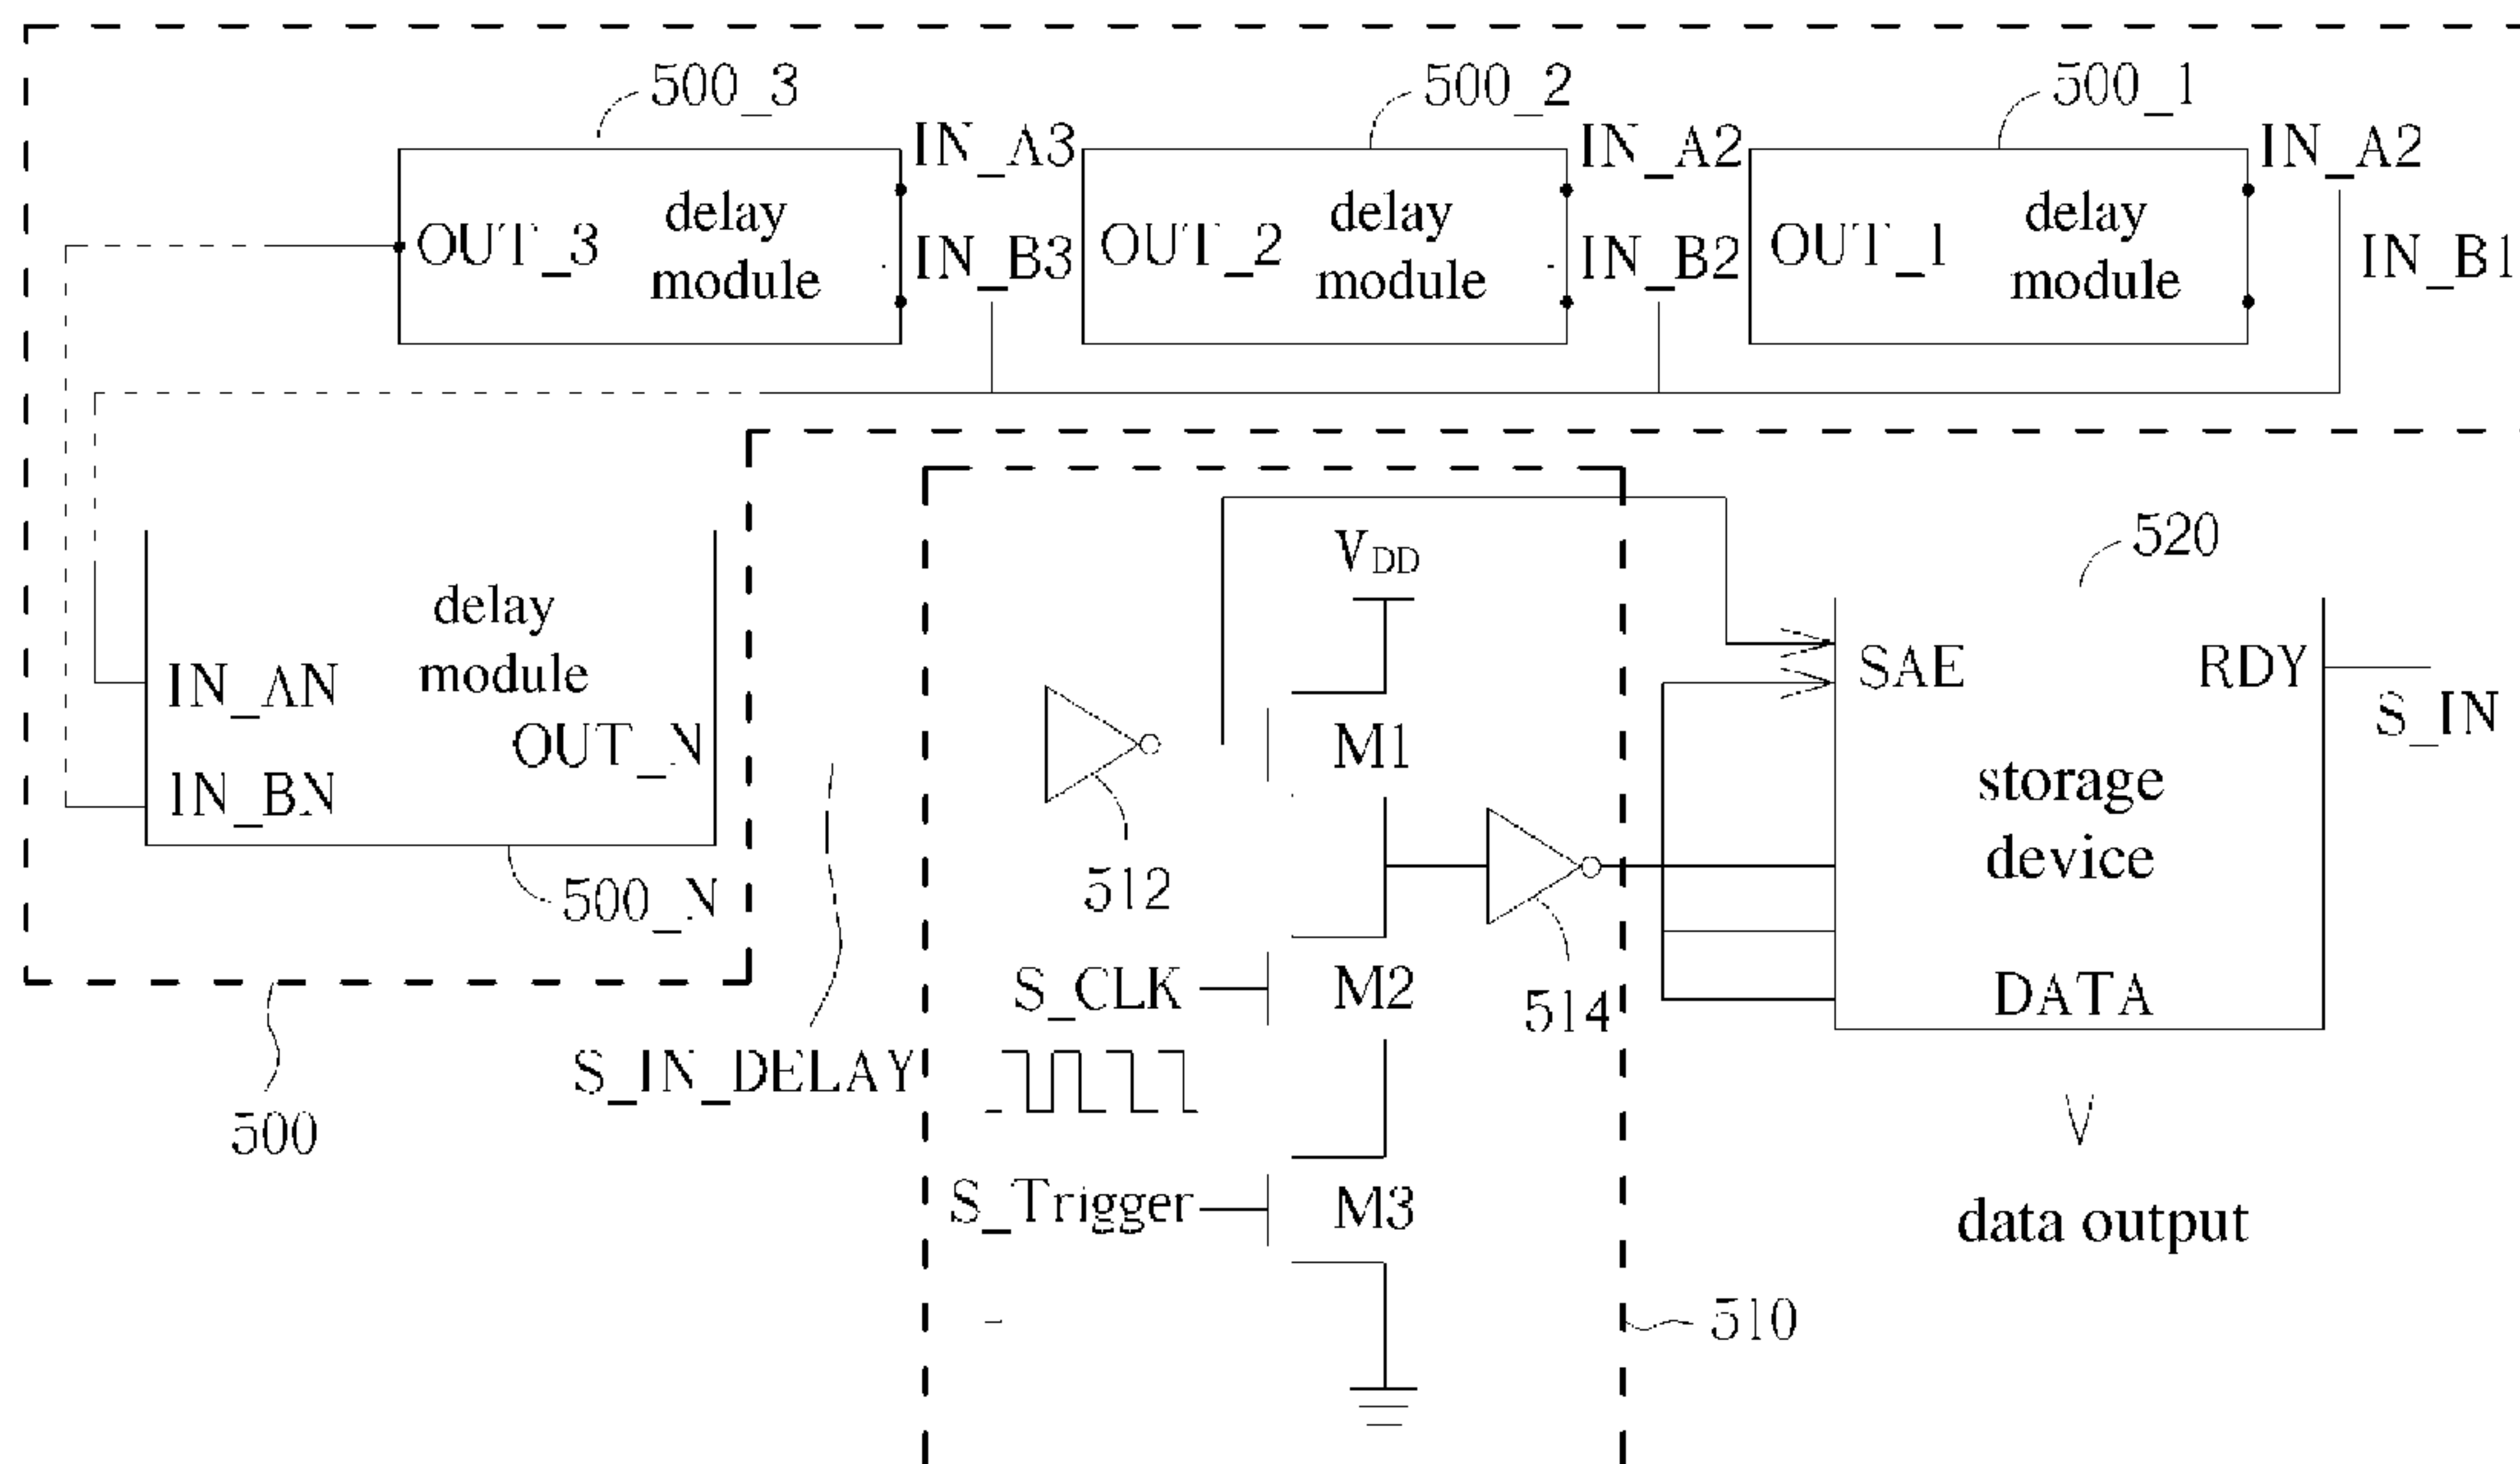 500_3
500_2
500_1
IN_A3
IN_A2
IN_A2
OUT_3
delay
module
IN_B3
OUT_2
delay
module
IN_B2
OUT_1
delay
module
IN_B1
VDD
520
delay
module
IN_AN
OUT_N
IN_BN
500_N
SAE
RDY
S_IN
M1
storage
device
512
S_CLK
M2
514
DATA
S_IN_DELAY
500
S_Trigger
M3
data output
510